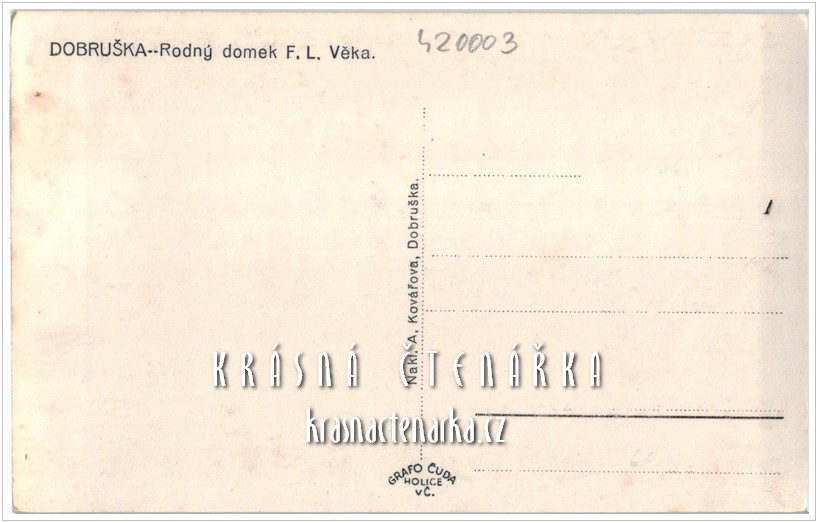 DOBRUŠKA--Rodný domek F. L. Věka.
420003
Nakl. A. Kovářova, Dobruška.
KRÁSNÁ ČTENÁŘKA
krasnactenarka.cz
GRAFO ČUDA
HOLICE
VČ.